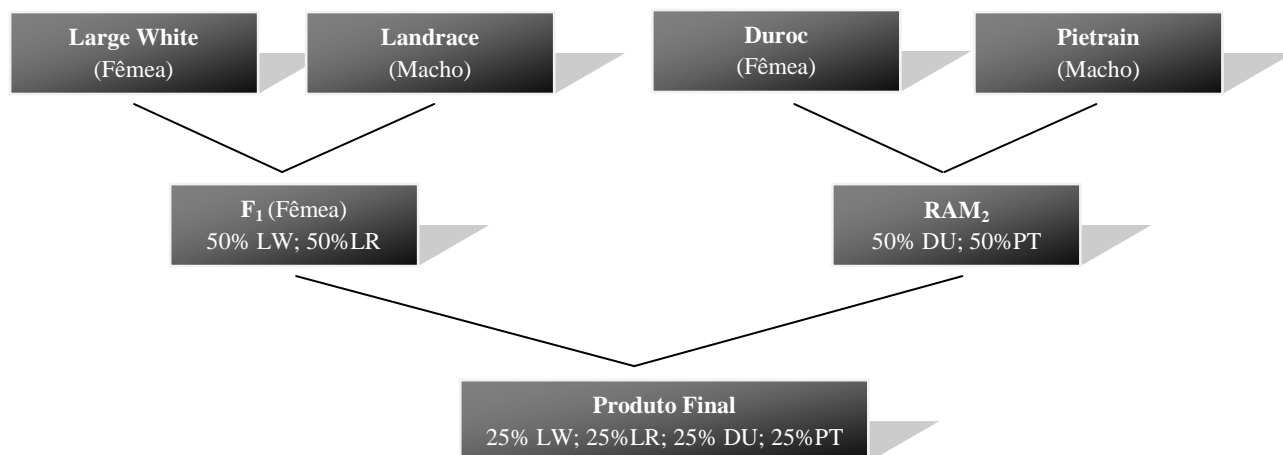 Large White
(Fêmea)
Landrace
(Macho)
Duroc
(Fêmea)
Pietrain
(Macho)
F₁ (Fêmea)
50% LW; 50%LR
RAM₂
50% DU; 50%PT
Produto Final
25% LW; 25%LR; 25% DU; 25%PT